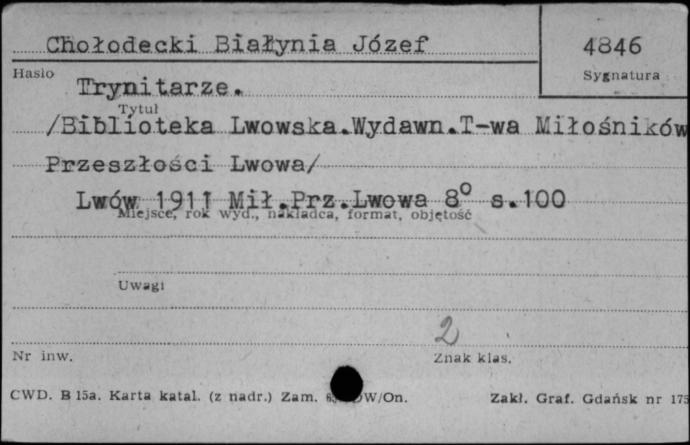 Chołodecki Białynia Józef
4846
Hasło
Sygnatura
Trynitarze.
Tytuł
/Biblioteka Lwowska.Wydawn.T-wa Miłośników
Przeszłości Lwowa/
Lwów 1911 Mił.Prz.Lwowa 8° s.100
Miejsce, rok wyd., nakładca, format, objętość
Uwagi
2
Nr inw.
Znak klas.
CWD. B 15a. Karta katal. (z nadr.) Zam. DW/On.
Zakł. Graf. Gdańsk nr 175